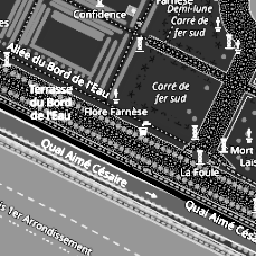 Farnèse
Confidence
Demi-lune
Carré de
fer sud
Allée du Bord de l'Eau
Terrasse
du Bord
de l'Eau
Carré de
fer sud
Flore Farnèse
Mort
Quai Aimé Césaire
La Foule
Quai Aimé
1er Arrondissement